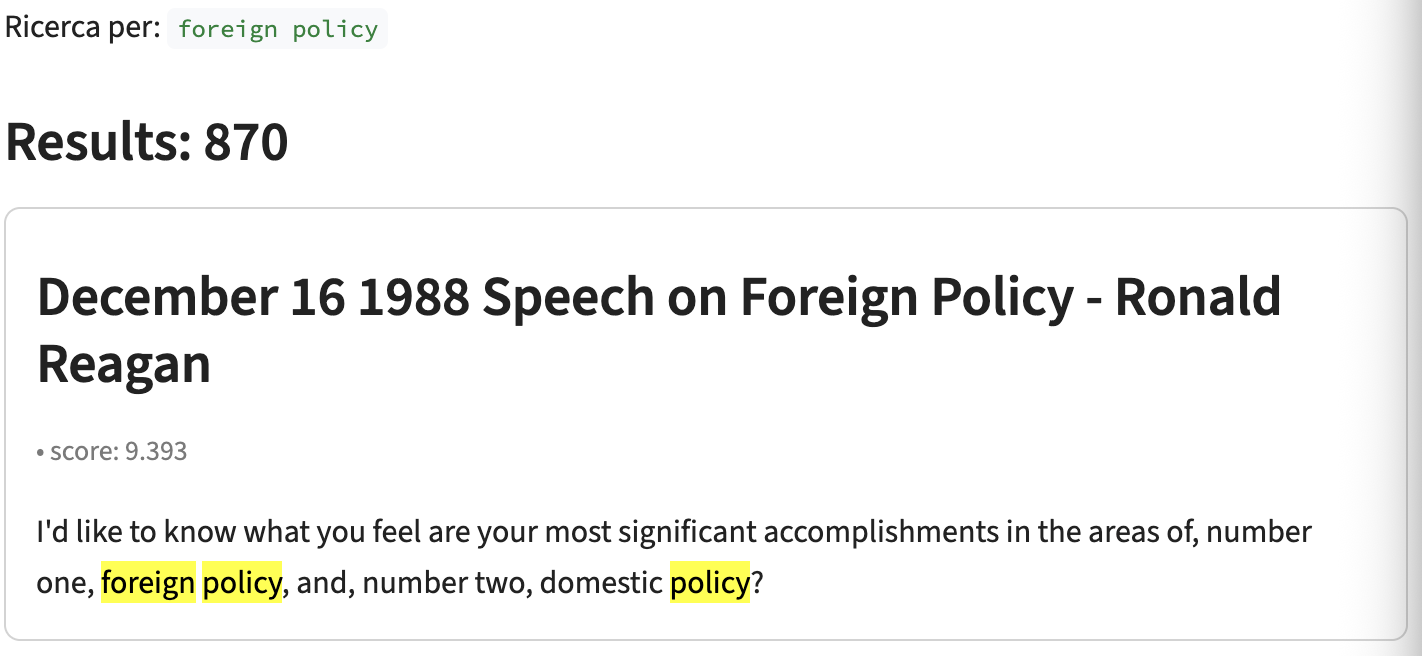 Ricerca per: foreign policy
Results: 870
December 16 1988 Speech on Foreign Policy - Ronald
Reagan
• score: 9.393
I'd like to know what you feel are your most significant accomplishments in the areas of, number
one, foreign policy, and, number two, domestic policy?